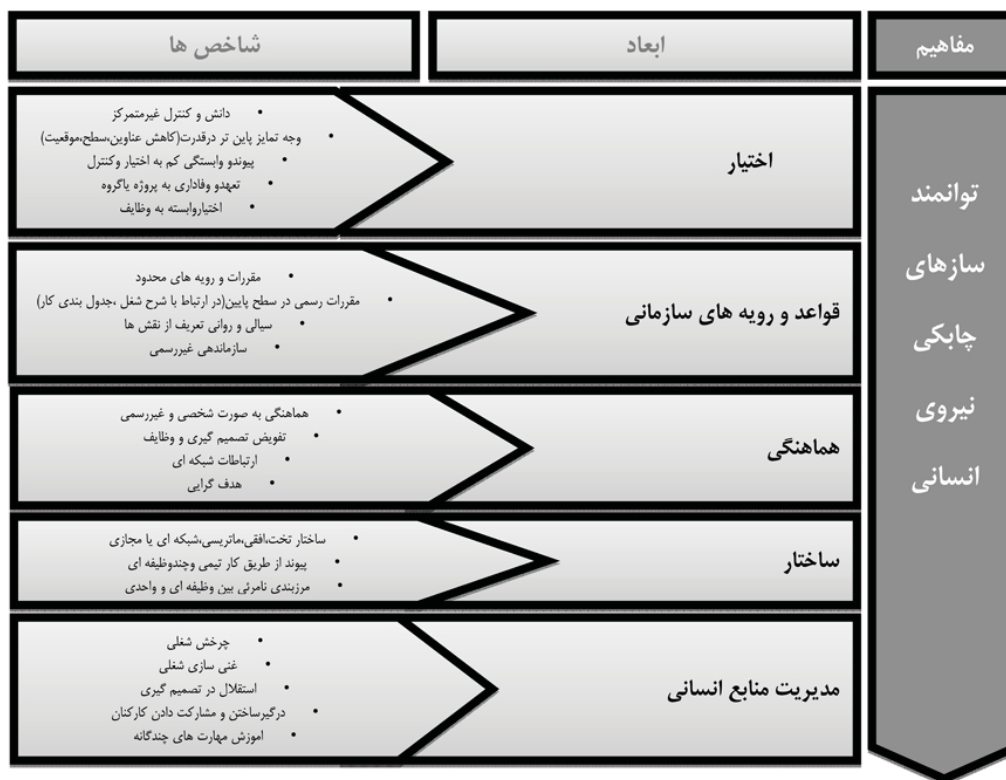 مفاهیم
ابعاد
شاخص ها
توانمند
سازهای
چابکی
نیروی
انسانی
اختیار
• دانش و کنترل غیرمتمرکز
• وجه تمایز پاین تر درقدرت(کاهش عناوین،سطح،موقعیت)
• پیوندو وابستگی کم به اختیار وکنترل
• تعهدو وفاداری به پروژه یاگروه
• اختیاروابسته به وظایف
قواعد و رویه های سازمانی
• مقررات و رویه های محدود
• مقررات رسمی در سطح پایین(در ارتباط با شرح شغل ،جدول بندی کار)
• سیالی و روانی تعریف از نقش ها
• سازماندهی غیررسمی
هماهنگی
• هماهنگی به صورت شخصی و غیررسمی
• تفویض تصمیم گیری و وظایف
• ارتباطات شبکه ای
• هدف گرایی
ساختار
• ساختار تخت،افقی،ماتریسی،شبکه ای یا مجازی
• پیوند از طریق کار تیمی وچندوظیفه ای
• مرزبندی نامرئی بین وظیفه ای و واحدی
مدیریت منابع انسانی
• چرخش شغلی
• غنی سازی شغلی
• استقلال در تصمیم گیری
• درگیرساختن و مشارکت دادن کارکنان
• اموزش مهارت های چندگانه